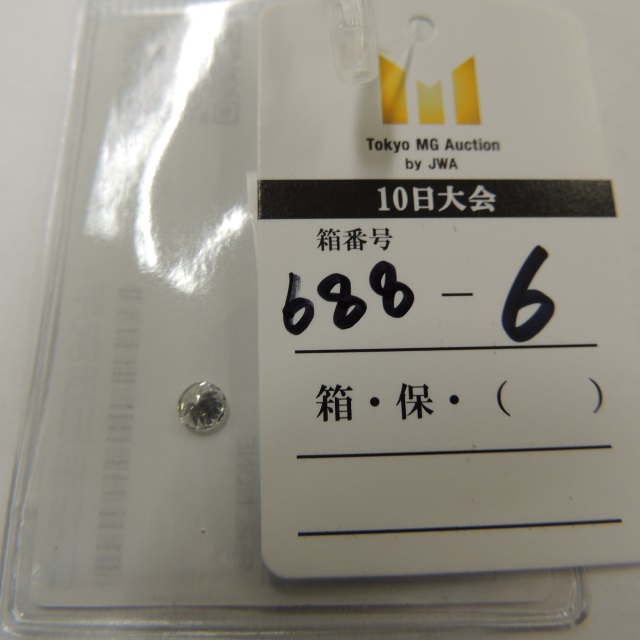 Tokyo MG Auction
by JWA
10日大会
箱番号
688-6
箱・保・（　　）